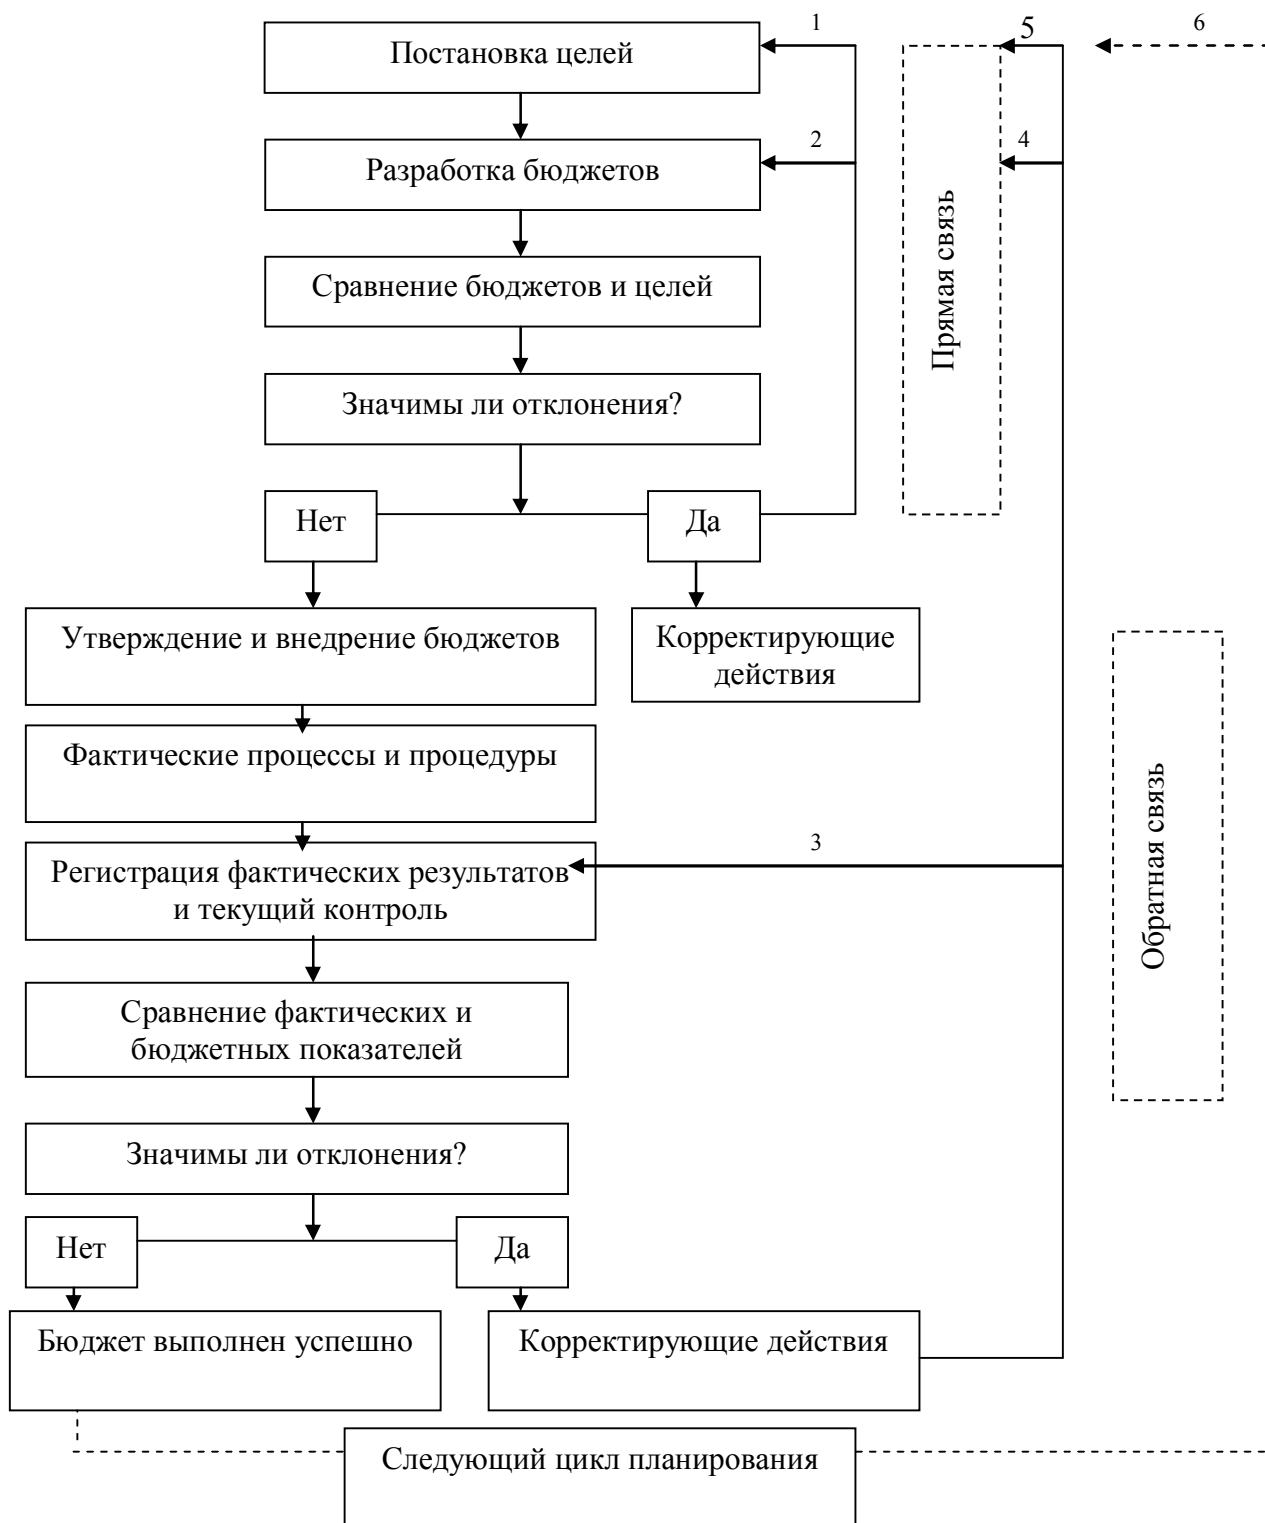 1
5
6
Постановка целей
2
4
Разработка бюджетов
Прямая связь
Сравнение бюджетов и целей
Значимы ли отклонения?
Нет
Да
Утверждение и внедрение бюджетов
Корректирующие
действия
Фактические процессы и процедуры
Обратная связь
3
Регистрация фактических результатов
и текущий контроль
Сравнение фактических и
бюджетных показателей
Значимы ли отклонения?
Нет
Да
Бюджет выполнен успешно
Корректирующие действия
Следующий цикл планирования